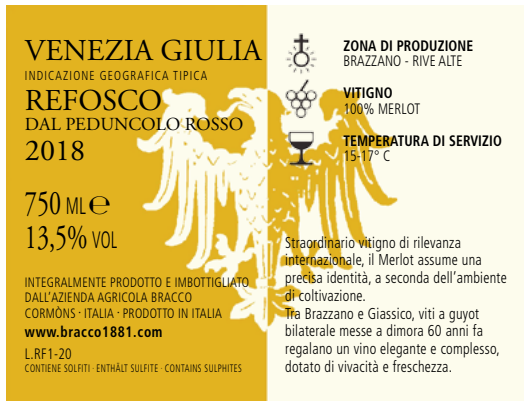 VENEZIA GIULIA
INDICAZIONE GEOGRAFICA TIPICA
REFOSCO
DAL PEDUNCOLO ROSSO
2018
750 ML ℮
13,5% VOL
INTEGRALMENTE PRODOTTO E IMBOTTIGLIATO
DALL'AZIENDA AGRICOLA BRACCO
CORMÒNS · ITALIA · PRODOTTO IN ITALIA
www.bracco1881.com
L.RF1-20
CONTIENE SOLFITI · ENTHÄLT SULFITE · CONTAINS SULPHITES
ZONA DI PRODUZIONE
BRAZZANO - RIVE ALTE
VITIGNO
100% MERLOT
TEMPERATURA DI SERVIZIO
15-17° C
Straordinario vitigno di rilevanza
internazionale, il Merlot assume una
precisa identità, a seconda dell'ambiente
di coltivazione.
Tra Brazzano e Giassico, viti a guyot
bilaterale messe a dimora 60 anni fa
regalano un vino elegante e complesso,
dotato di vivacità e freschezza.